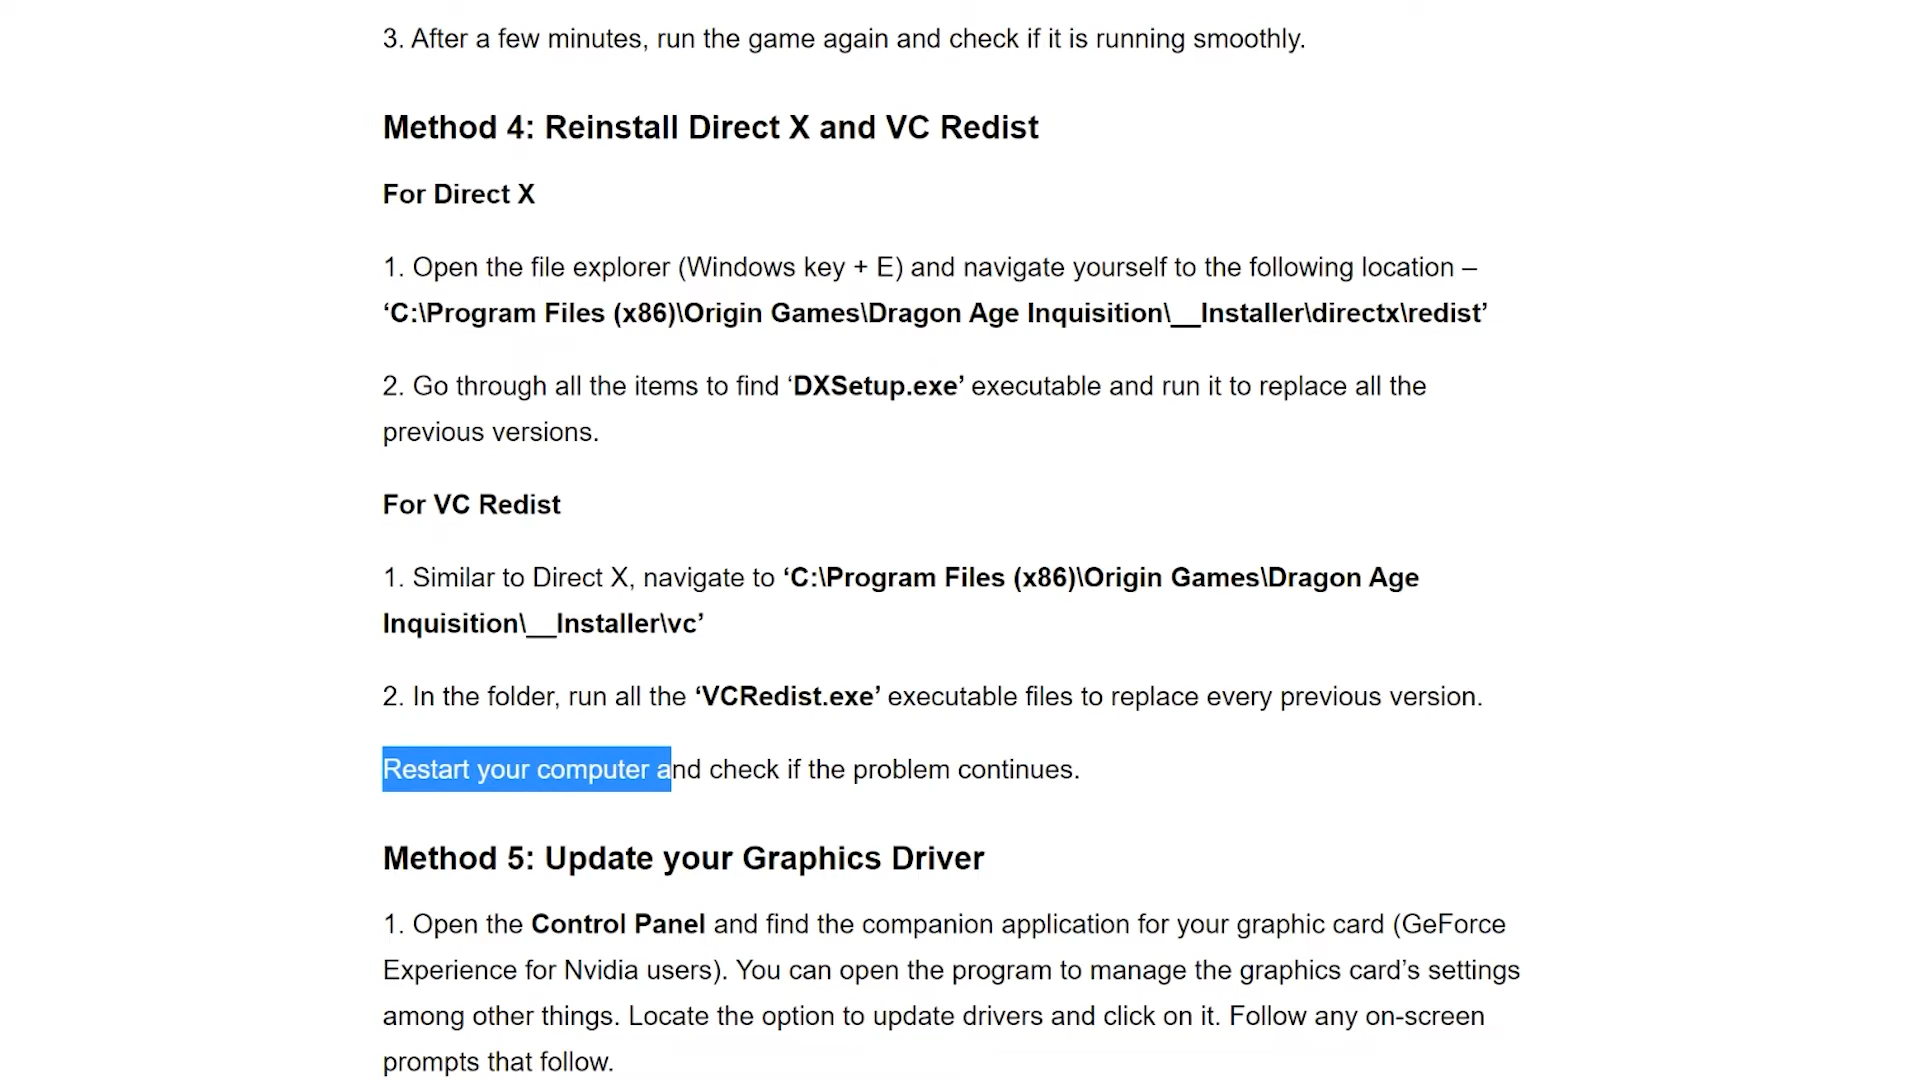 3. After a few minutes, run the game again and check if it is running smoothly.
Method 4: Reinstall Direct X and VC Redist
For Direct X
1. Open the file explorer (Windows key + E) and navigate yourself to the following location –
‘C:\Program Files (x86)\Origin Games\Dragon Age Inquisition\__Installer\directx\redist’
2. Go through all the items to find ‘DXSetup.exe’ executable and run it to replace all the
previous versions.
For VC Redist
1. Similar to Direct X, navigate to ‘C:\Program Files (x86)\Origin Games\Dragon Age
Inquisition\__Installer\vc’
2. In the folder, run all the ‘VCRedist.exe’ executable files to replace every previous version.
Restart your computer and check if the problem continues.
Method 5: Update your Graphics Driver
1. Open the Control Panel and find the companion application for your graphic card (GeForce
Experience for Nvidia users). You can open the program to manage the graphics card’s settings
among other things. Locate the option to update drivers and click on it. Follow any on-screen
prompts that follow.